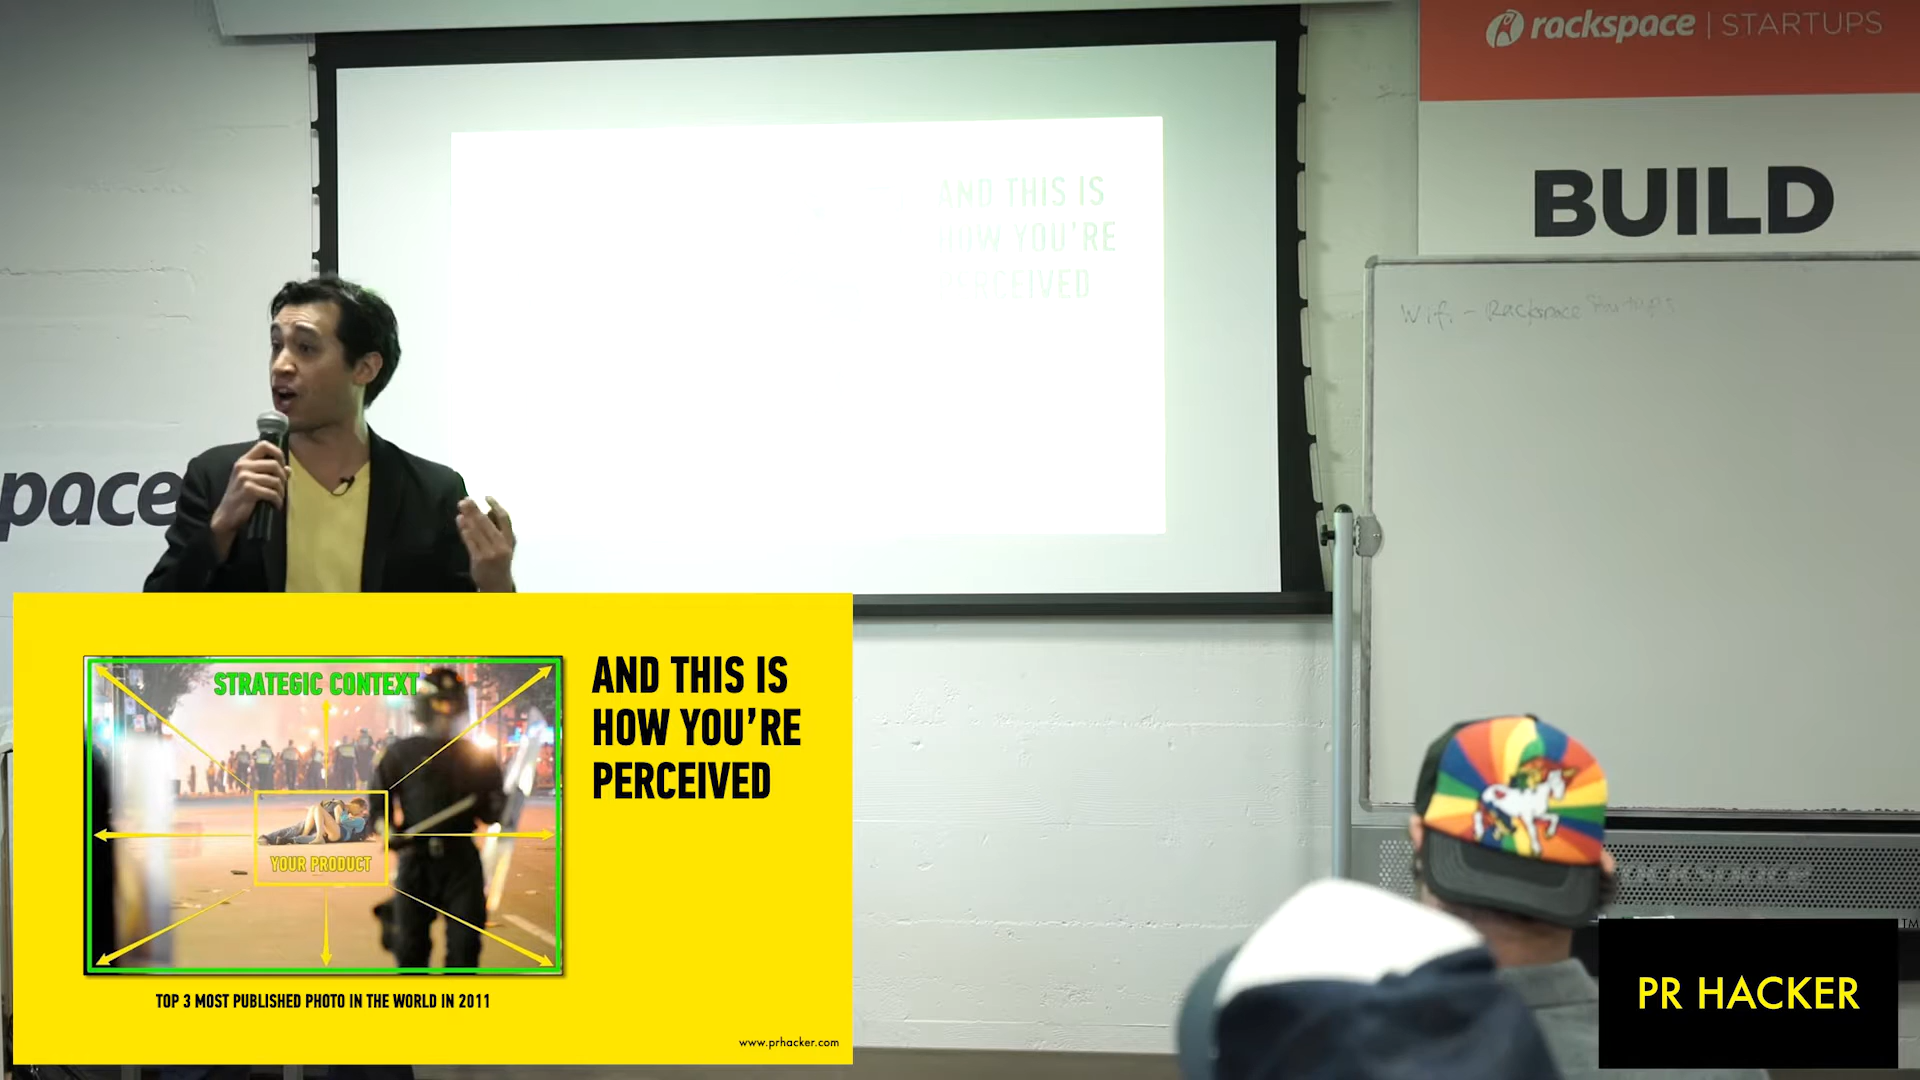 rackspace | STARTUPS
BUILD
AND THIS IS
HOW YOU'RE
PERCEIVED
Wifi - Rackspace Startups
pace
STRATEGIC CONTEXT
YOUR PRODUCT
AND THIS IS
HOW YOU'RE
PERCEIVED
TOP 3 MOST PUBLISHED PHOTO IN THE WORLD IN 2011
www.prhacker.com
rackspace
TM
PR HACKER